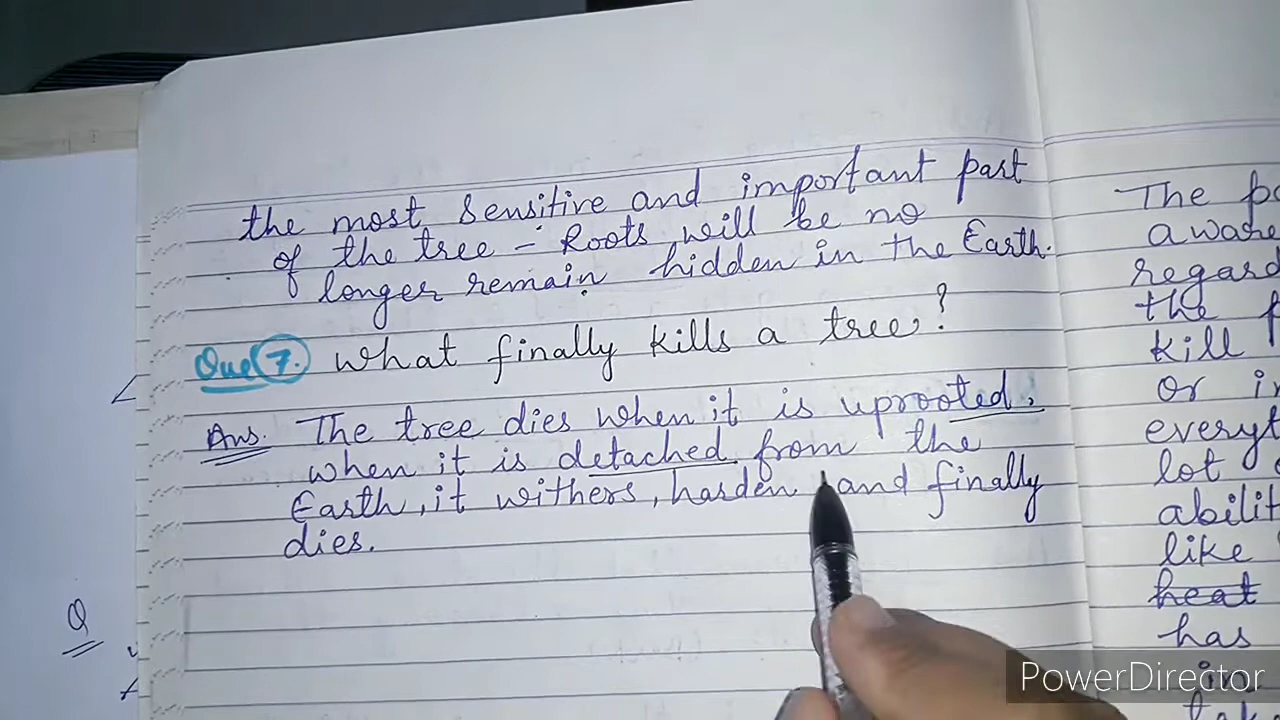 the most sensitive and important part
of the tree - Roots will be no
longer remain hidden in the Earth.
Que 7. What finally kills a tree?
Ans. The tree dies when it is uprooted,
when it is detached from the
Earth, it withers, harden and finally
dies.
Q
The
aware
regard
the
kill
or
everyt
lot
abilit
like
heat
has
in
PowerDirector